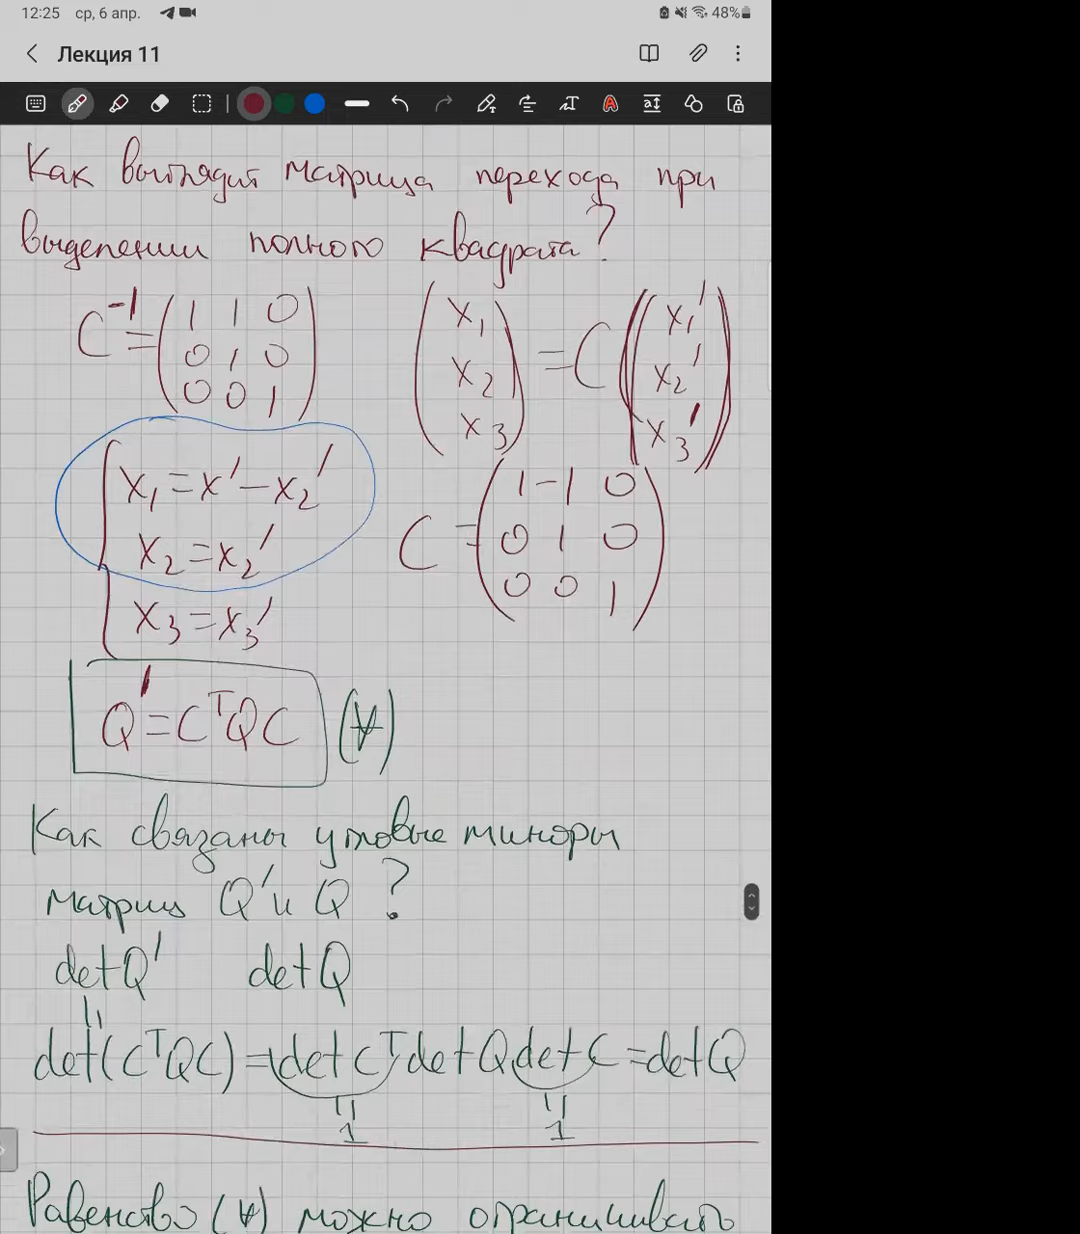 12:25 ср, 6 апр. 48%
Лекция 11
Как выглядит матрица перехода при
выделении полного квадрата?
C⁻¹ = (1 1 0; 0 1 0; 0 0 1)
(x₁; x₂; x₃) = C (x₁'; x₂'; x₃')
x₁ = x' - x₂'
x₂ = x₂'
x₃ = x₃'
C = (1 -1 0; 0 1 0; 0 0 1)
Q' = CᵀQC (∀)
Как связаны угловые миноры
матриц Q' и Q ?
det Q' det Q
=
det(CᵀQC) = det Cᵀ det Q det C = det Q
= =
1 1
Равенство (∀) можно ограничивать